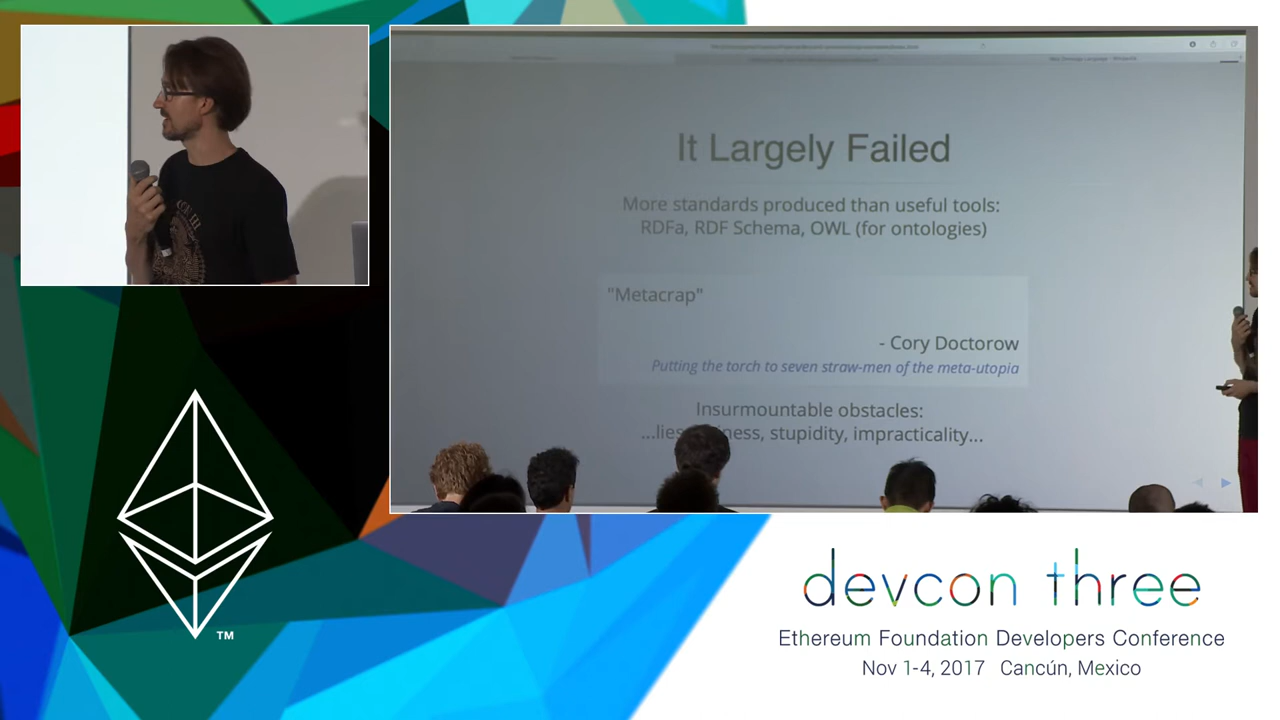 It Largely Failed
More standards produced than useful tools:
RDFa, RDF Schema, OWL (for ontologies)
"Metacrap"
- Cory Doctorow
Putting the torch to seven straw-men of the meta-utopia
Insurmountable obstacles:
stupidity, impracticality...
TM
devcon three
Ethereum Foundation Developers Conference
Nov 1-4, 2017 Cancún, Mexico